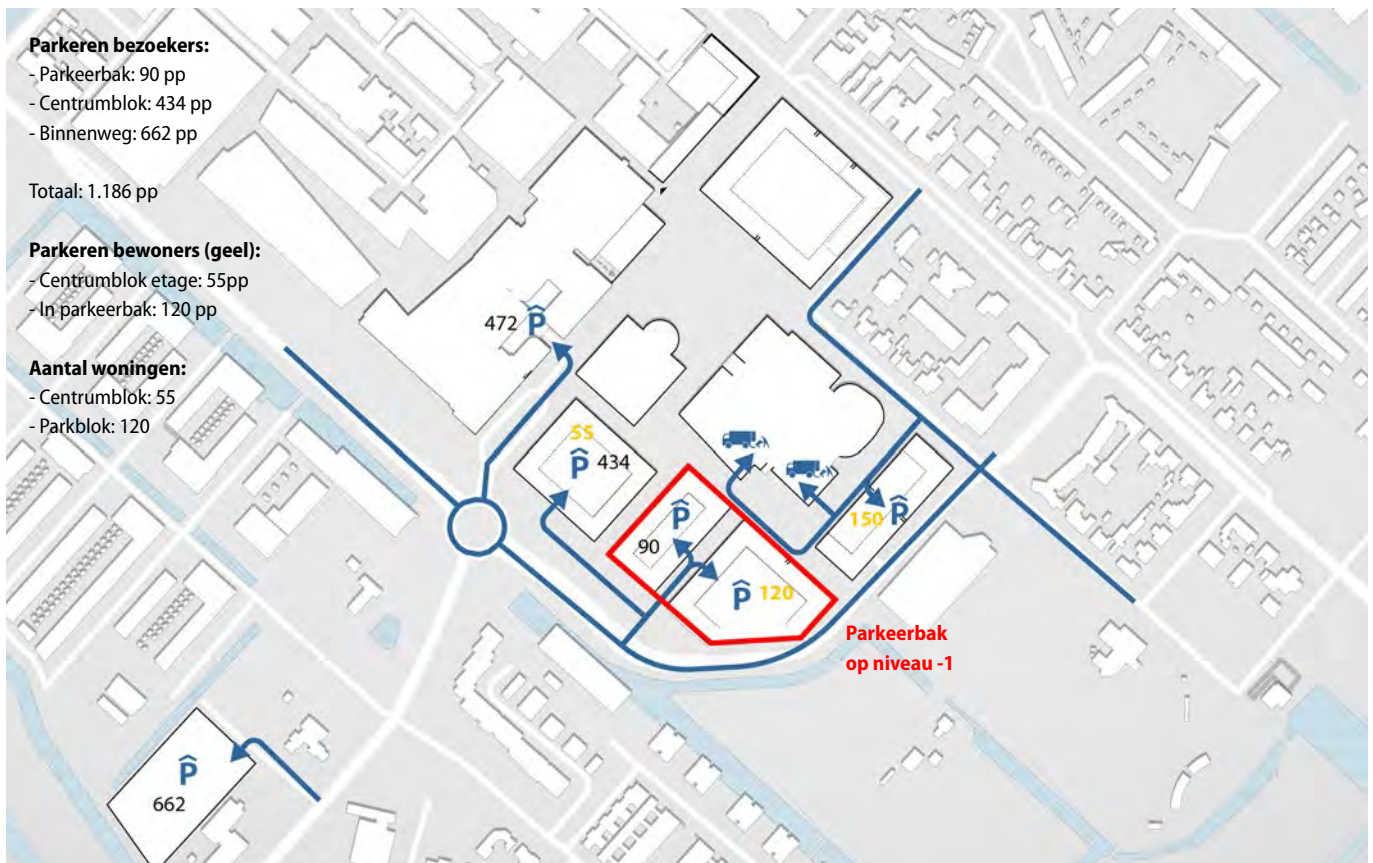 Parkeren bezoekers:
- Parkeerbak: 90 pp
- Centrumblok: 434 pp
- Binnenweg: 662 pp
Totaal: 1.186 pp
Parkeren bewoners (geel):
- Centrumblok etage: 55pp
- In parkeerbak: 120 pp
Aantal woningen:
- Centrumblok: 55
- Parkblok: 120
472 P
55
P 434
150 P
90 P
P 120
Parkeerbak
op niveau -1
P
662